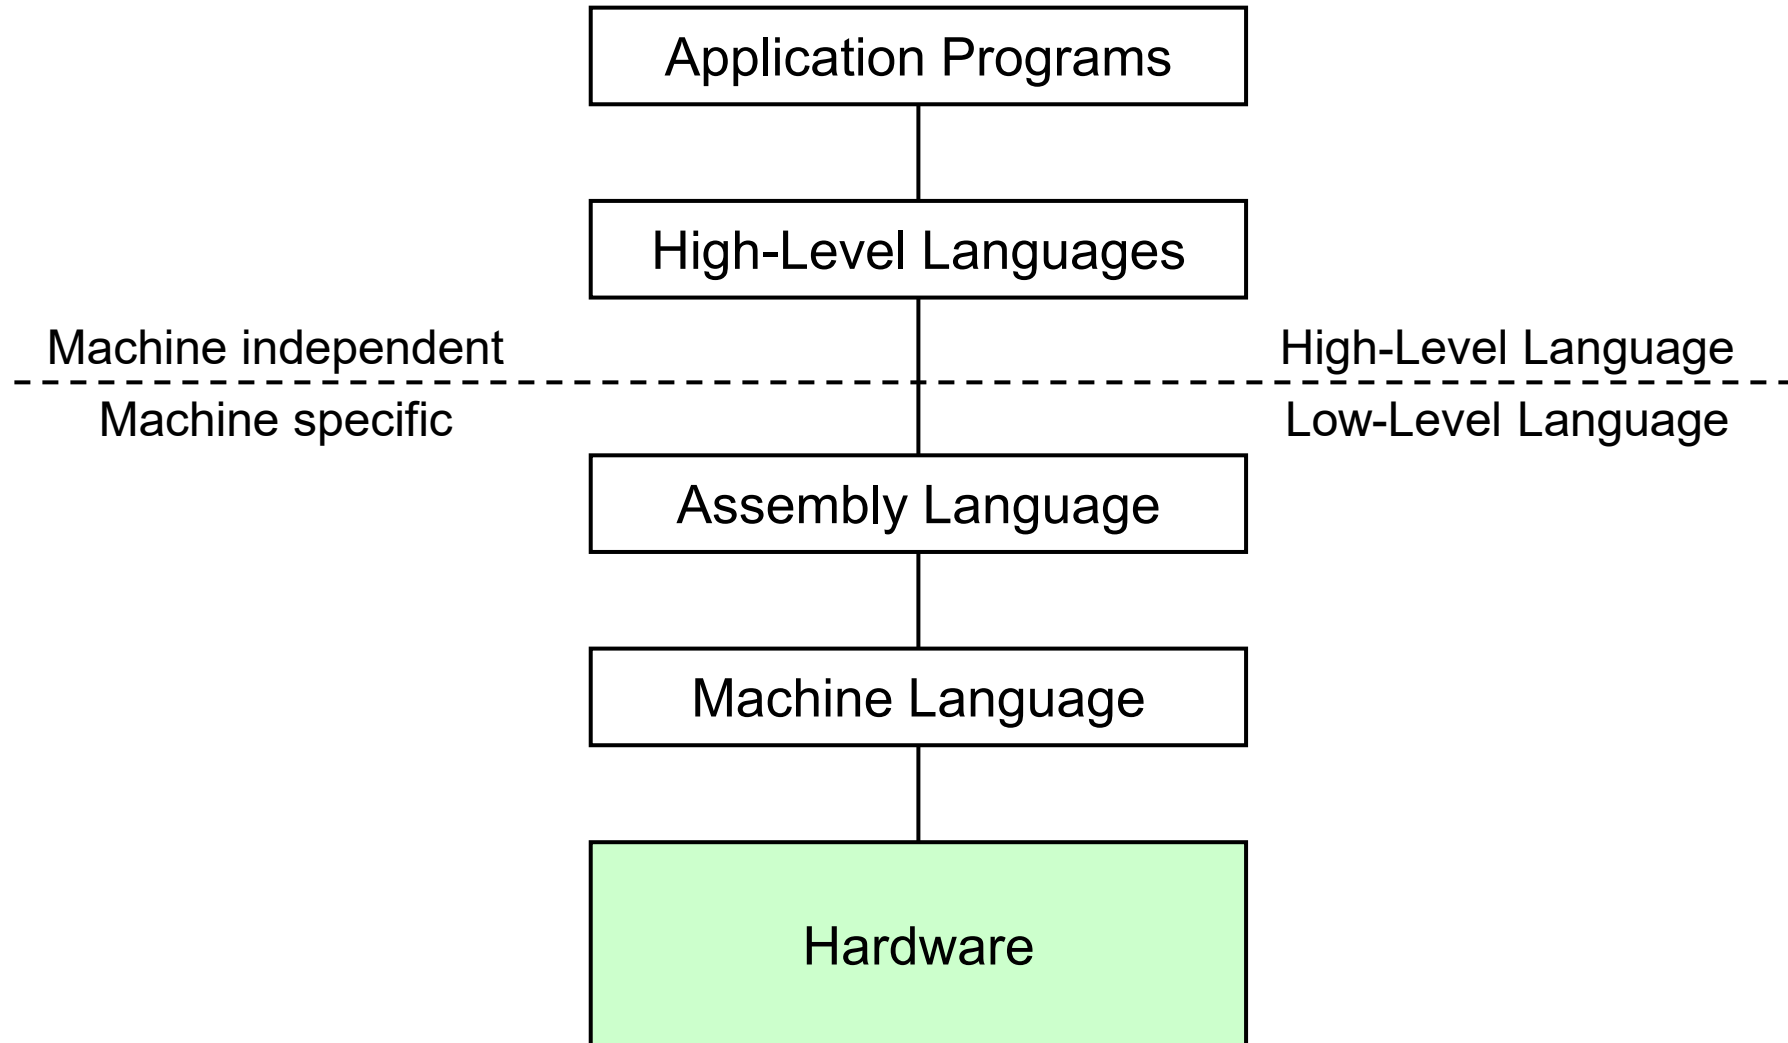 Application Programs
High-Level Languages
Machine independent
High-Level Language
Machine specific
Low-Level Language
Assembly Language
Machine Language
Hardware